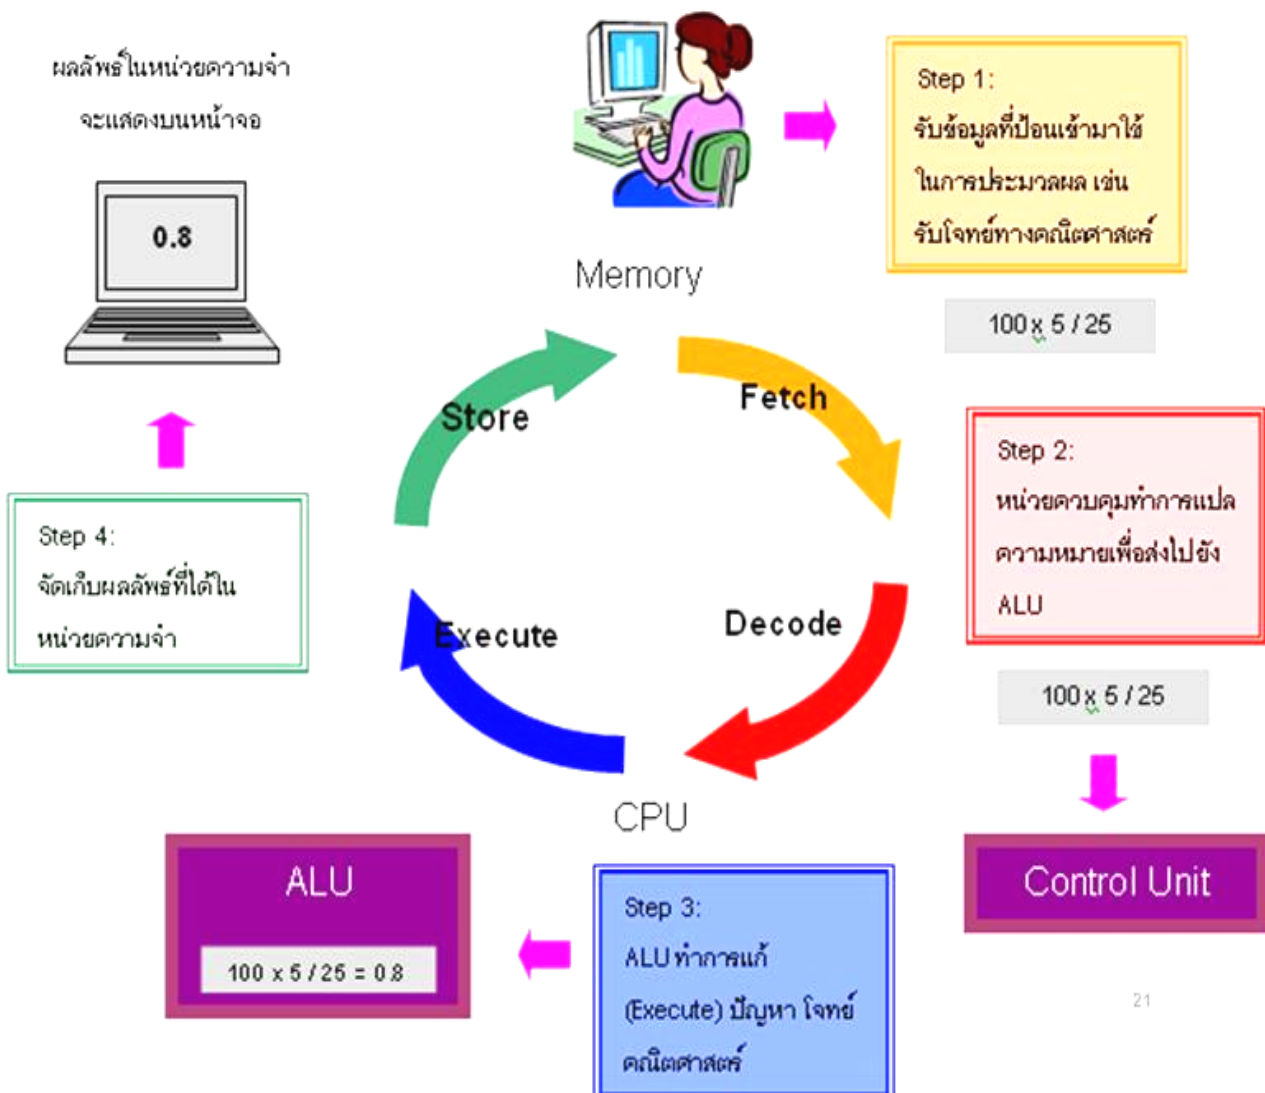 ผลลัพธ์ในหน่วยความจำ
จะแสดงบนหน้าจอ
0.8
Step 1:
รับข้อมูลที่ป้อนเข้ามาใช้
ในการประมวลผล เช่น
รับโจทย์ทางคณิตศาสตร์
Memory
100 x 5 / 25
Store
Fetch
Step 2:
หน่วยควบคุมทำการแปล
ความหมายเพื่อส่งไปยัง
ALU
Step 4:
จัดเก็บผลลัพธ์ที่ได้ใน
หน่วยความจำ
Execute
Decode
100 x 5 / 25
CPU
ALU
100 x 5 / 25 = 0.8
Step 3:
ALU ทำการแก้
(Execute) ปัญหา โจทย์
คณิตศาสตร์
Control Unit
21